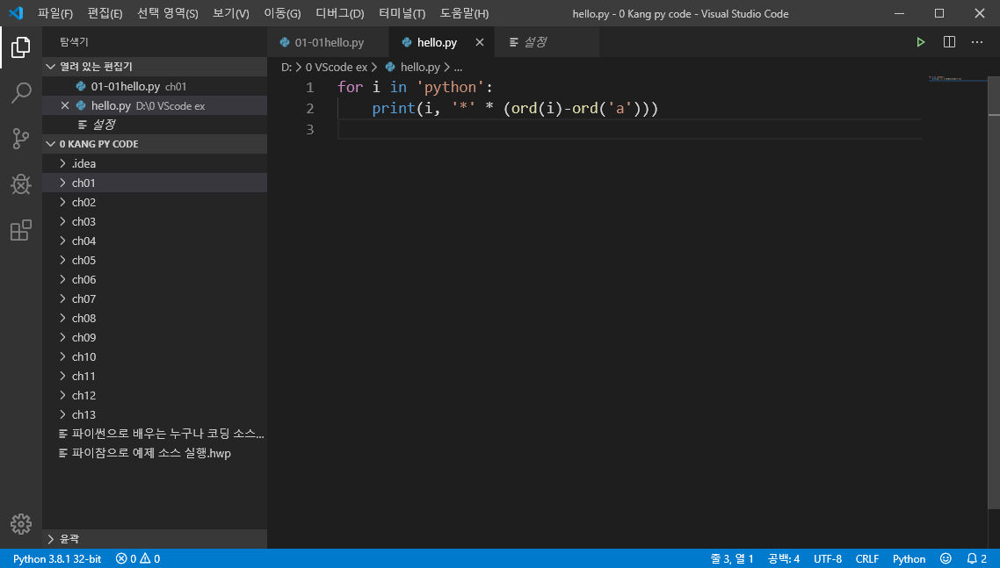 파일(F) 편집(E) 선택 영역(S) 보기(V) 이동(G) 디버그(D) 터미널(T) 도움말(H) hello.py - 0 Kang py code - Visual Studio Code
탐색기
열려 있는 편집기
01-01hello.py ch01
hello.py D:\0 VScode ex
설정
0 KANG PY CODE
.idea
ch01
ch02
ch03
ch04
ch05
ch06
ch07
ch08
ch09
ch10
ch11
ch12
ch13
파이썬으로 배우는 누구나 코딩 소스...
파이참으로 예제 소스 실행.hwp
윤곽
01-01hello.py hello.py 설정
D: > 0 VScode ex > hello.py > ...
1 for i in 'python':
2 print(i, '*' * (ord(i)-ord('a')))
3
Python 3.8.1 32-bit 0 0 줄 3, 열 1 공백: 4 UTF-8 CRLF Python 2